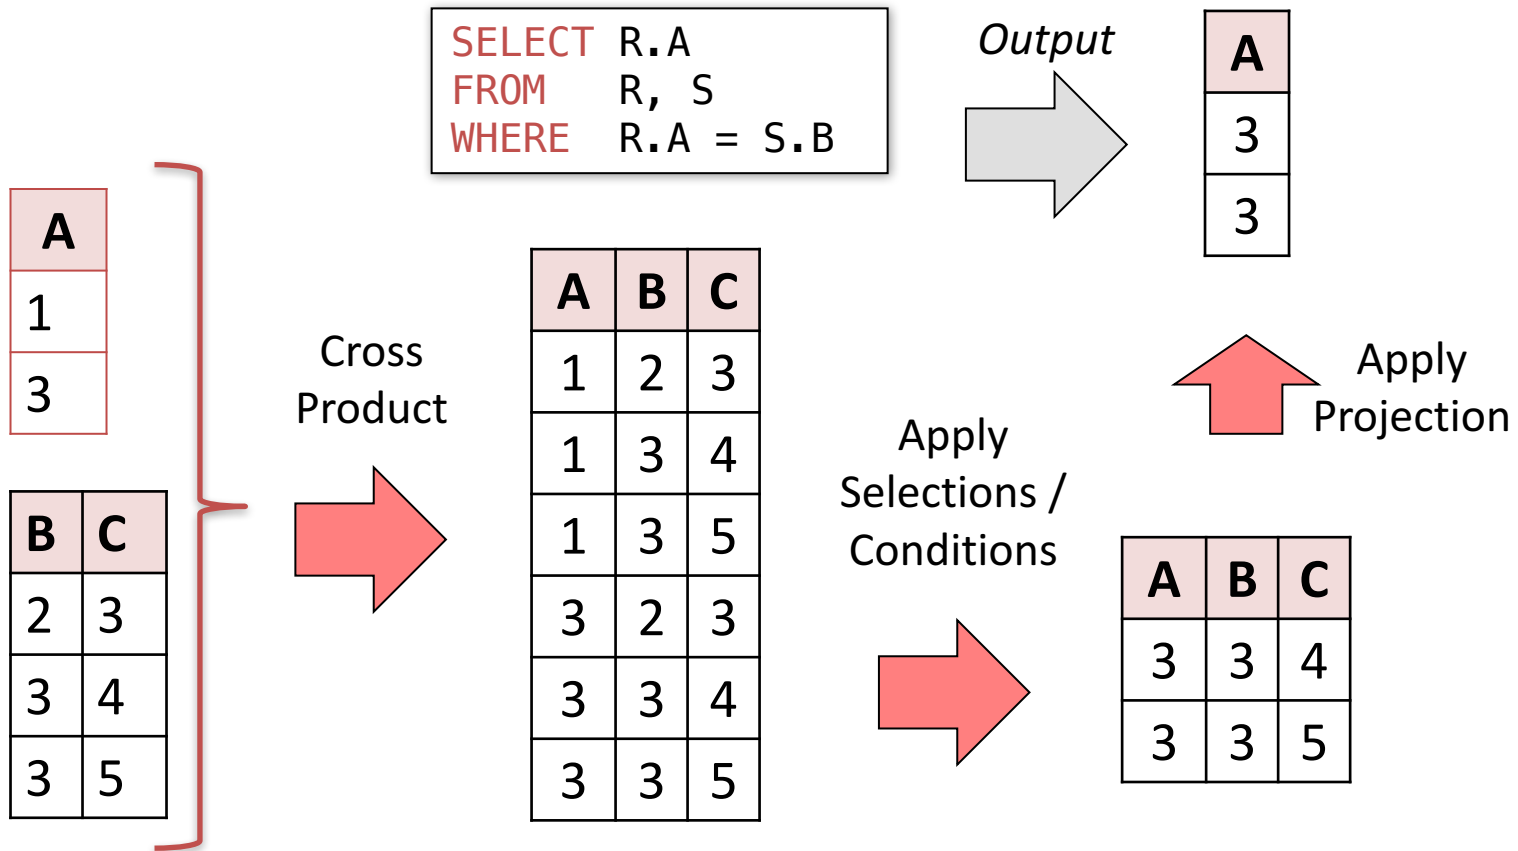 SELECT R.A
FROM R, S
WHERE R.A = S.B
Output
A
3
3
A
1
3
B C
2 3
3 4
3 5
Cross
Product
A B C
1 2 3
1 3 4
1 3 5
3 2 3
3 3 4
3 3 5
Apply
Selections /
Conditions
A B C
3 3 4
3 3 5
Apply
Projection